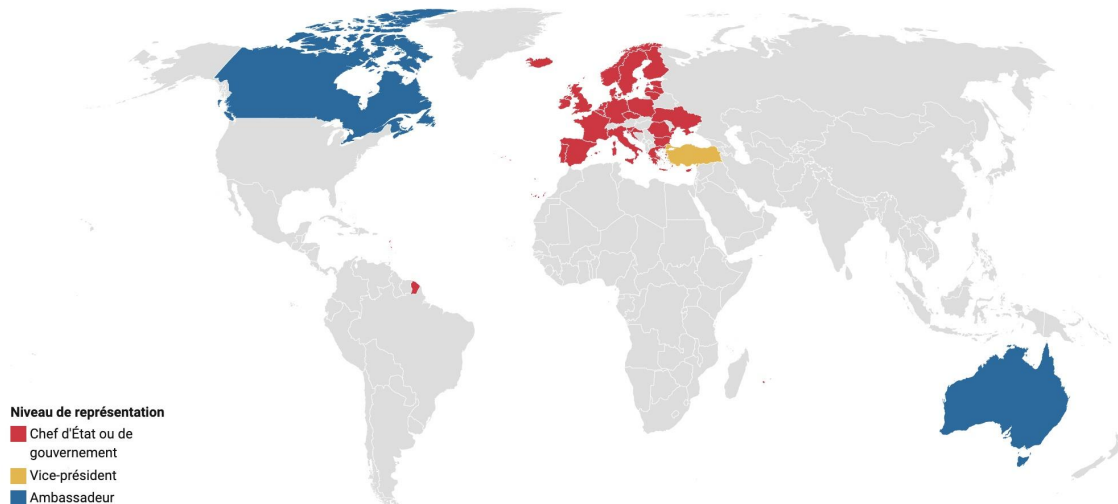 Niveau de représentation
Chef d'État ou de
gouvernement
Vice-président
Ambassadeur